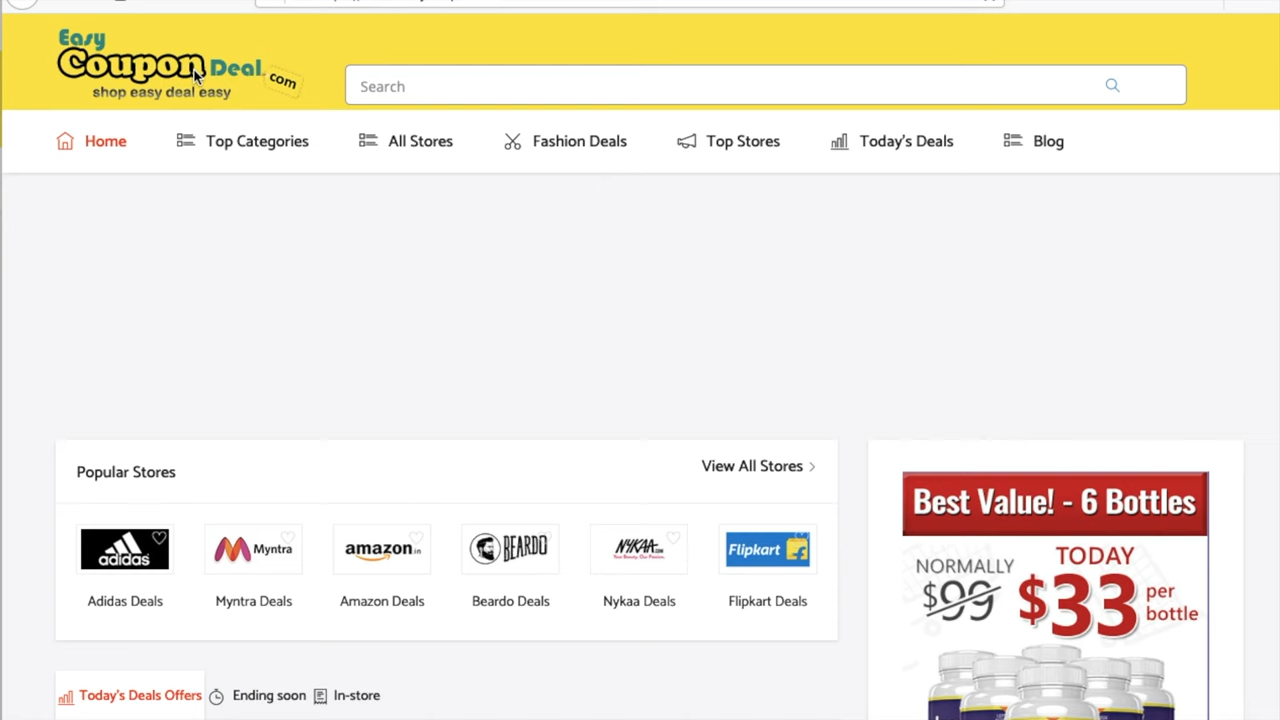 Easy
Coupon Deal.com
shop easy deal easy
Search
Home Top Categories All Stores Fashion Deals Top Stores Today's Deals Blog
Popular Stores View All Stores
adidas Myntra amazon.in BEARDO NYKAA.COM Flipkart
Adidas Deals Myntra Deals Amazon Deals Beardo Deals Nykaa Deals Flipkart Deals
Best Value! - 6 Bottles
NORMALLY TODAY
$99 $33 per bottle
Today's Deals Offers Ending soon In-store